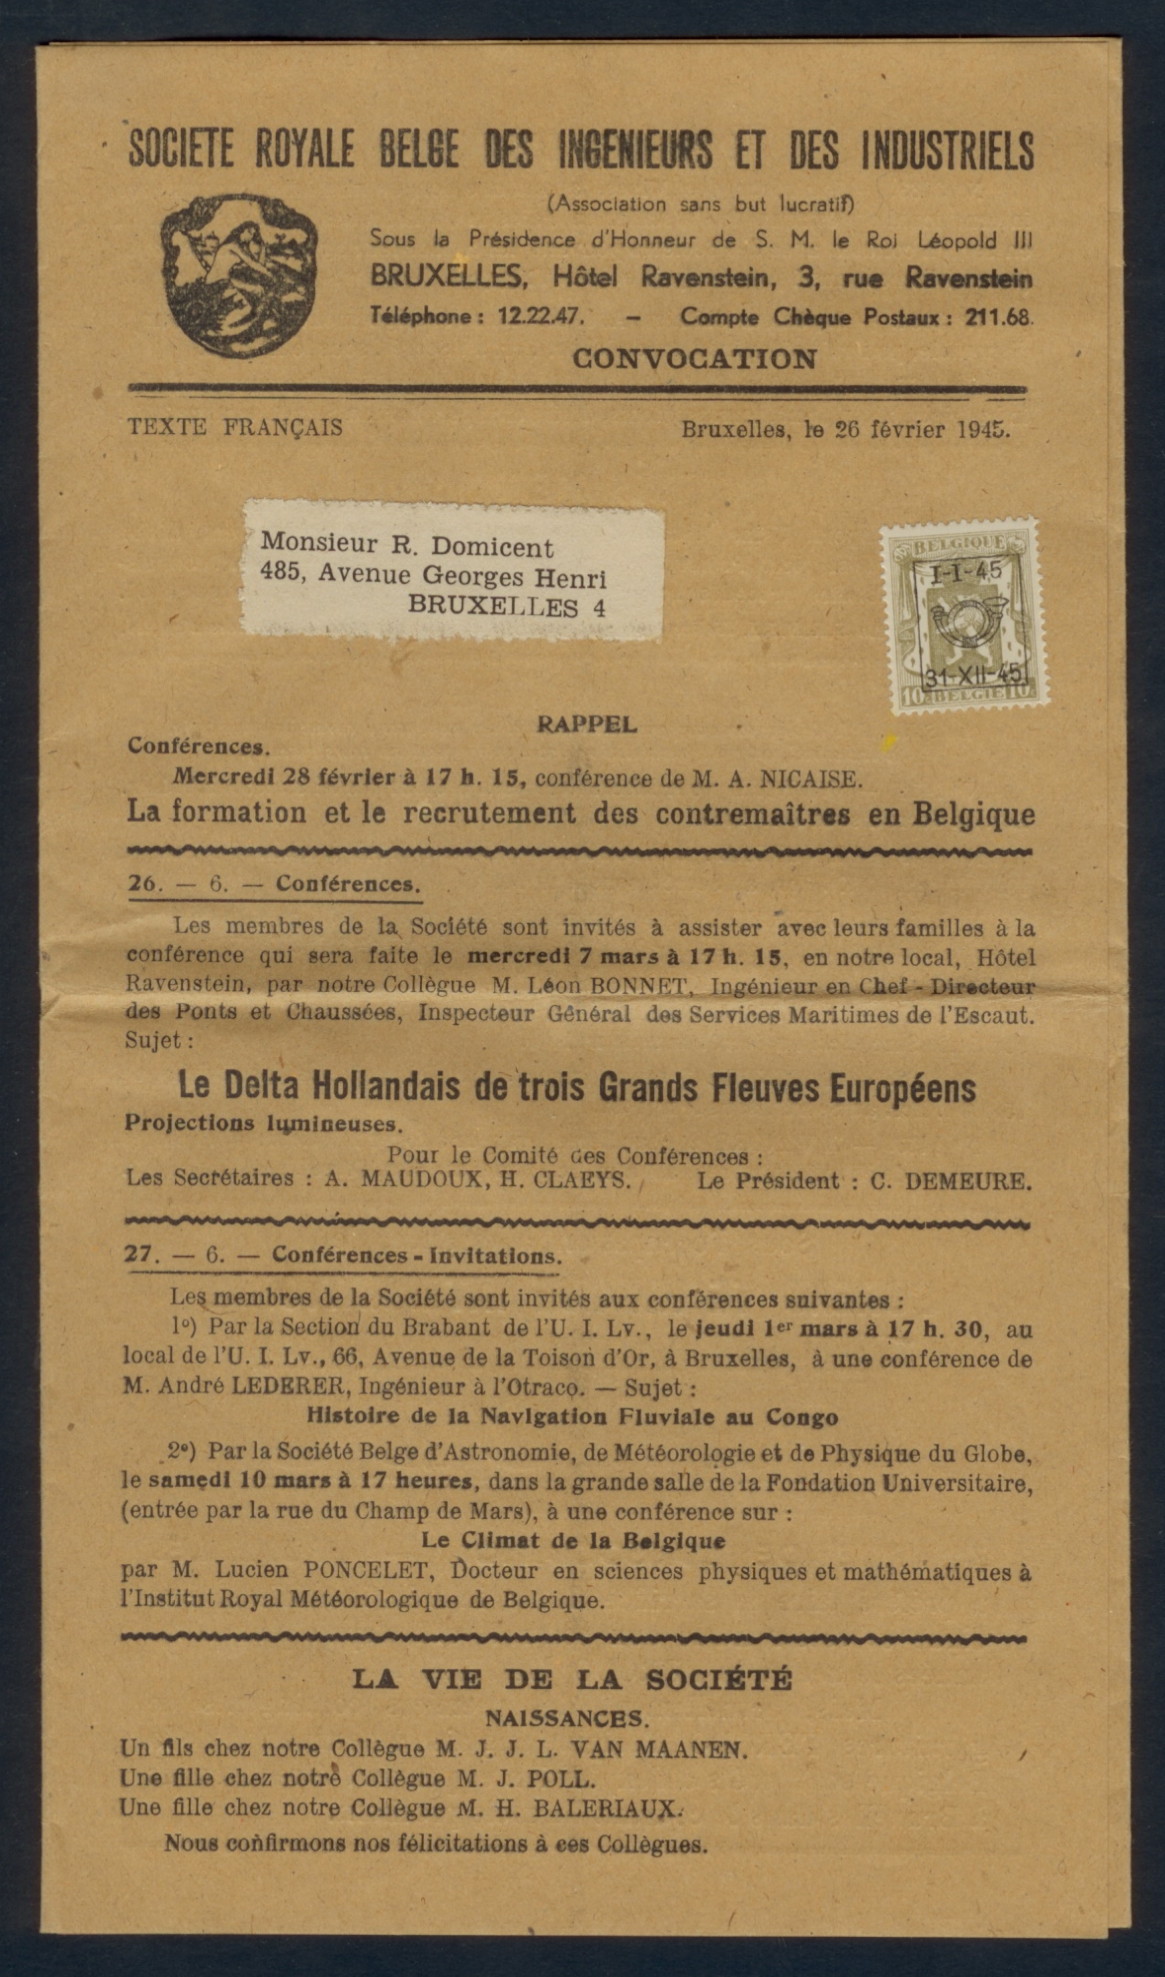 SOCIETE ROYALE BELGE DES INGENIEURS ET DES INDUSTRIELS
(Association sans but lucratif)
Sous la Présidence d'Honneur de S. M. le Roi Léopold III
BRUXELLES, Hôtel Ravenstein, 3, rue Ravenstein
Téléphone : 12.22.47. – Compte Chèque Postaux : 211.68.
CONVOCATION
TEXTE FRANÇAIS
Bruxelles, le 26 février 1945.
Monsieur R. Domicent
485, Avenue Georges Henri
BRUXELLES 4
BELGIQUE
I-I-45
31-XII-45
10 BELGIE 10
RAPPEL
Conférences.
Mercredi 28 février à 17 h. 15, conférence de M. A. NICAISE.
La formation et le recrutement des contremaîtres en Belgique
26. — 6. — Conférences.
Les membres de la Société sont invités à assister avec leurs familles à la
conférence qui sera faite le mercredi 7 mars à 17 h. 15, en notre local, Hôtel
Ravenstein, par notre Collègue M. Léon BONNET, Ingénieur en Chef - Directeur
des Ponts et Chaussées, Inspecteur Général des Services Maritimes de l'Escaut.
Sujet :
Le Delta Hollandais de trois Grands Fleuves Européens
Projections lumineuses.
Pour le Comité des Conférences :
Les Secrétaires : A. MAUDOUX, H. CLAEYS. Le Président : C. DEMEURE.
27. — 6. — Conférences - Invitations.
Les membres de la Société sont invités aux conférences suivantes :
1º) Par la Section du Brabant de l'U. I. Lv., le jeudi 1er mars à 17 h. 30, au
local de l'U. I. Lv., 66, Avenue de la Toison d'Or, à Bruxelles, à une conférence de
M. André LEDERER, Ingénieur à l'Otraco. — Sujet :
Histoire de la Navigation Fluviale au Congo
2º) Par la Société Belge d'Astronomie, de Météorologie et de Physique du Globe,
le samedi 10 mars à 17 heures, dans la grande salle de la Fondation Universitaire,
(entrée par la rue du Champ de Mars), à une conférence sur :
Le Climat de la Belgique
par M. Lucien PONCELET, Docteur en sciences physiques et mathématiques à
l'Institut Royal Météorologique de Belgique.
LA VIE DE LA SOCIÉTÉ
NAISSANCES.
Un fils chez notre Collègue M. J. J. L. VAN MAANEN.
Une fille chez notre Collègue M. J. POLL.
Une fille chez notre Collègue M. H. BALERIAUX.
Nous confirmons nos félicitations à ces Collègues.